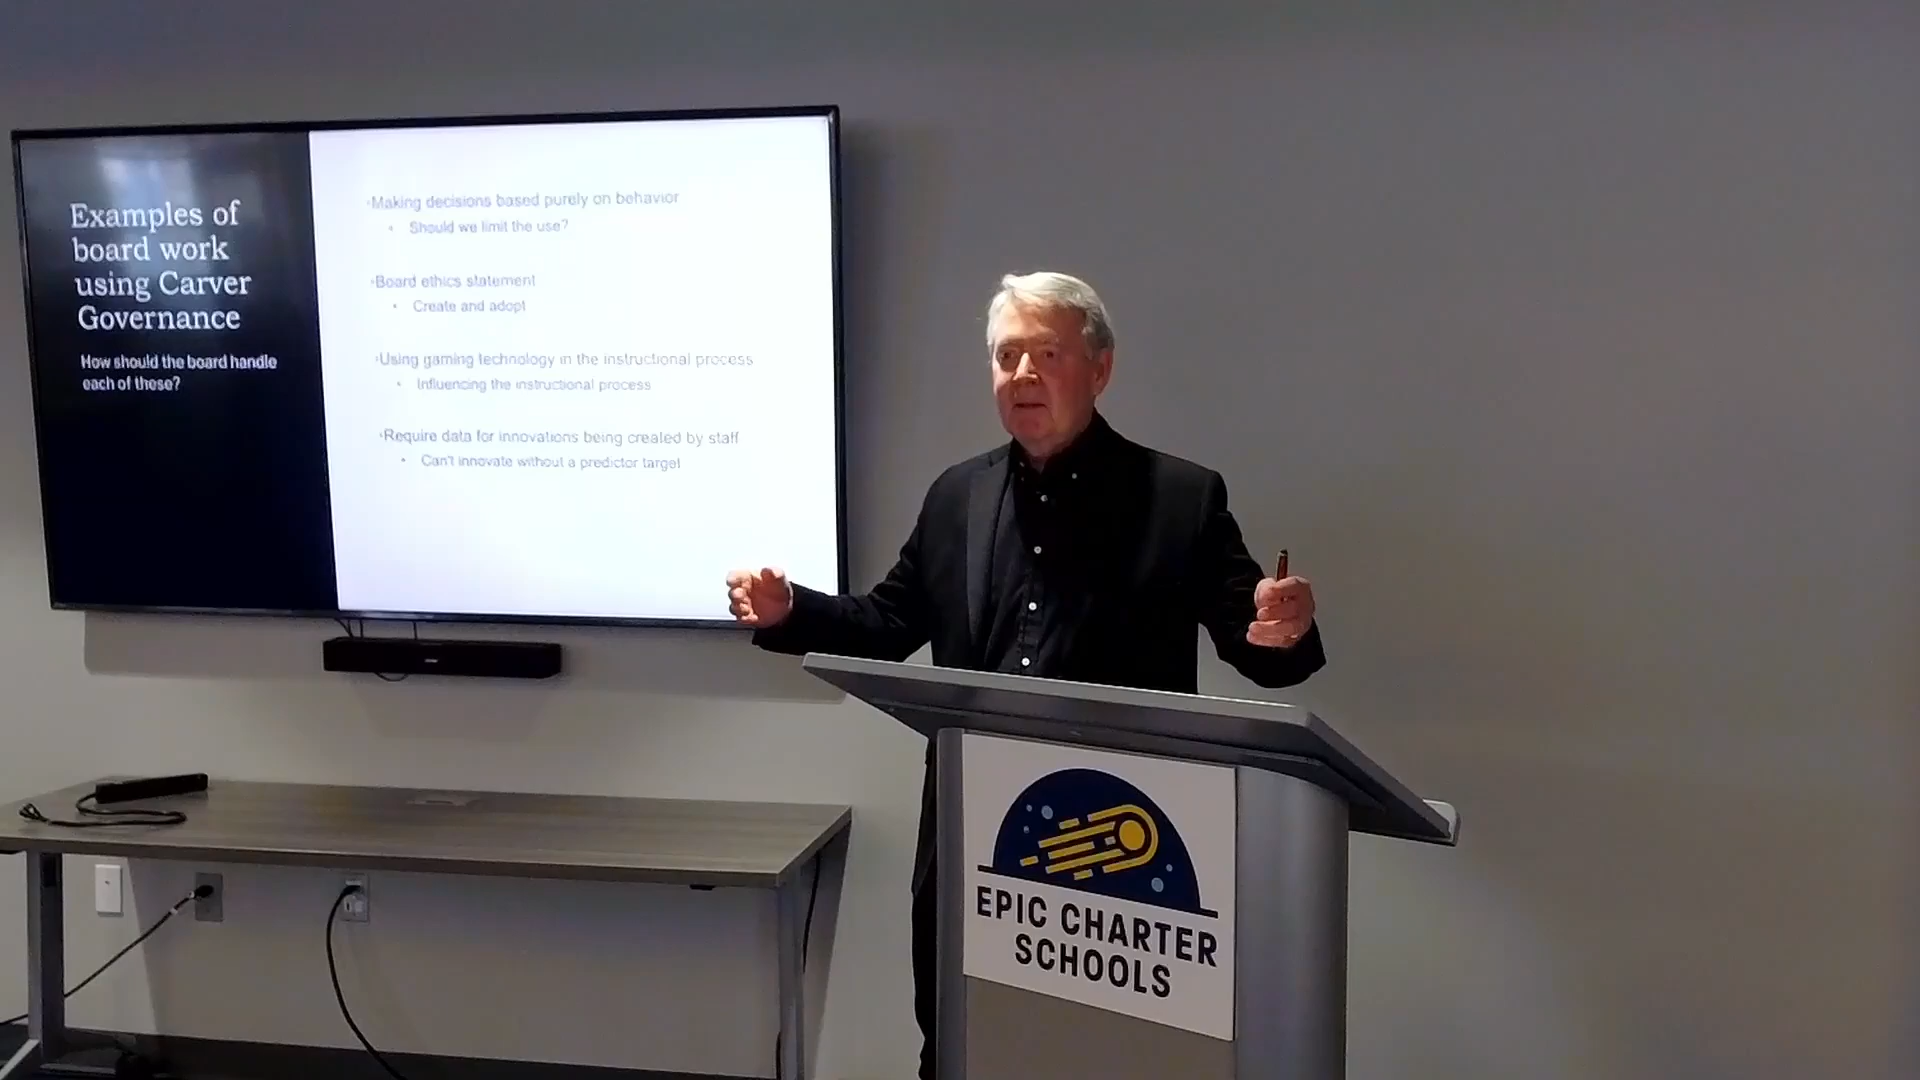 Examples of
board work
using Carver
Governance
How should the board handle
each of these?
•Making decisions based purely on behavior
• Should we limit the use?
•Board ethics statement
• Create and adopt
•Using gaming technology in the instructional process
• Influencing the instructional process
•Require data for innovations being created by staff
• Can't innovate without a predictor target
EPIC CHARTER
SCHOOLS